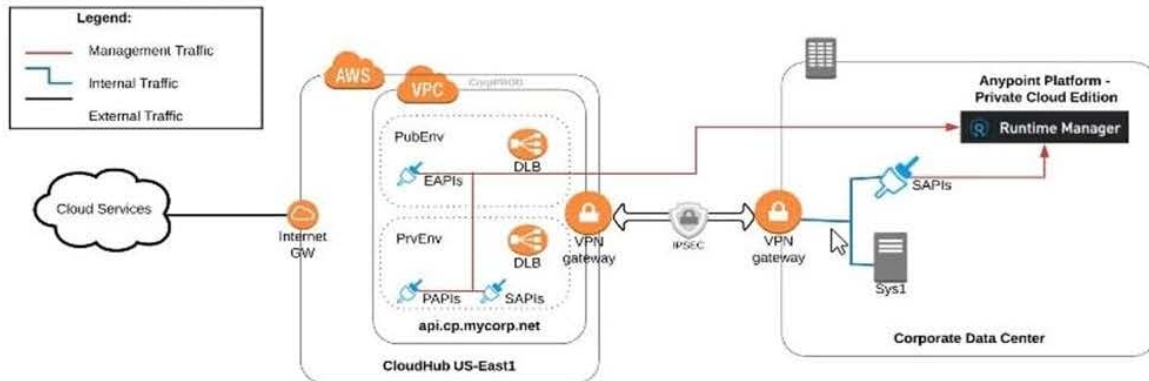 Legend:
Management Traffic
Internal Traffic
External Traffic
Cloud Services
Internet
GW
AWS
VPC
CorpPROD
PubEnv
DLB
EAPIs
PrvEnv
DLB
PAPIs
SAPIs
api.cp.mycorp.net
CloudHub US-East1
VPN
gateway
IPSEC
VPN
gateway
Anypoint Platform -
Private Cloud Edition
R
Runtime Manager
SAPIs
Sys1
Corporate Data Center